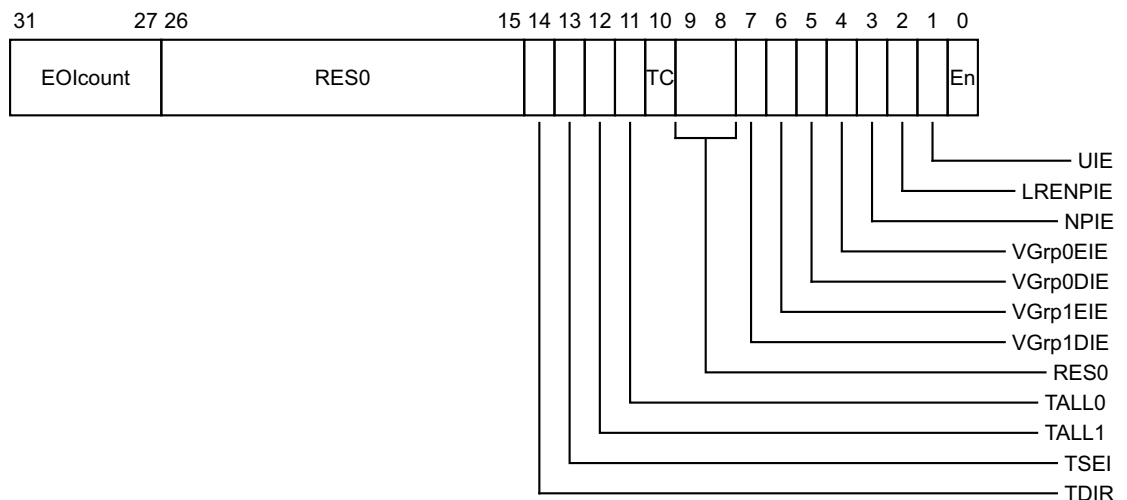 31 27 26 15 14 13 12 11 10 9 8 7 6 5 4 3 2 1 0
EOIcount RES0 TC En
UIE
LRENPIE
NPIE
VGrp0EIE
VGrp0DIE
VGrp1EIE
VGrp1DIE
RES0
TALL0
TALL1
TSEI
TDIR